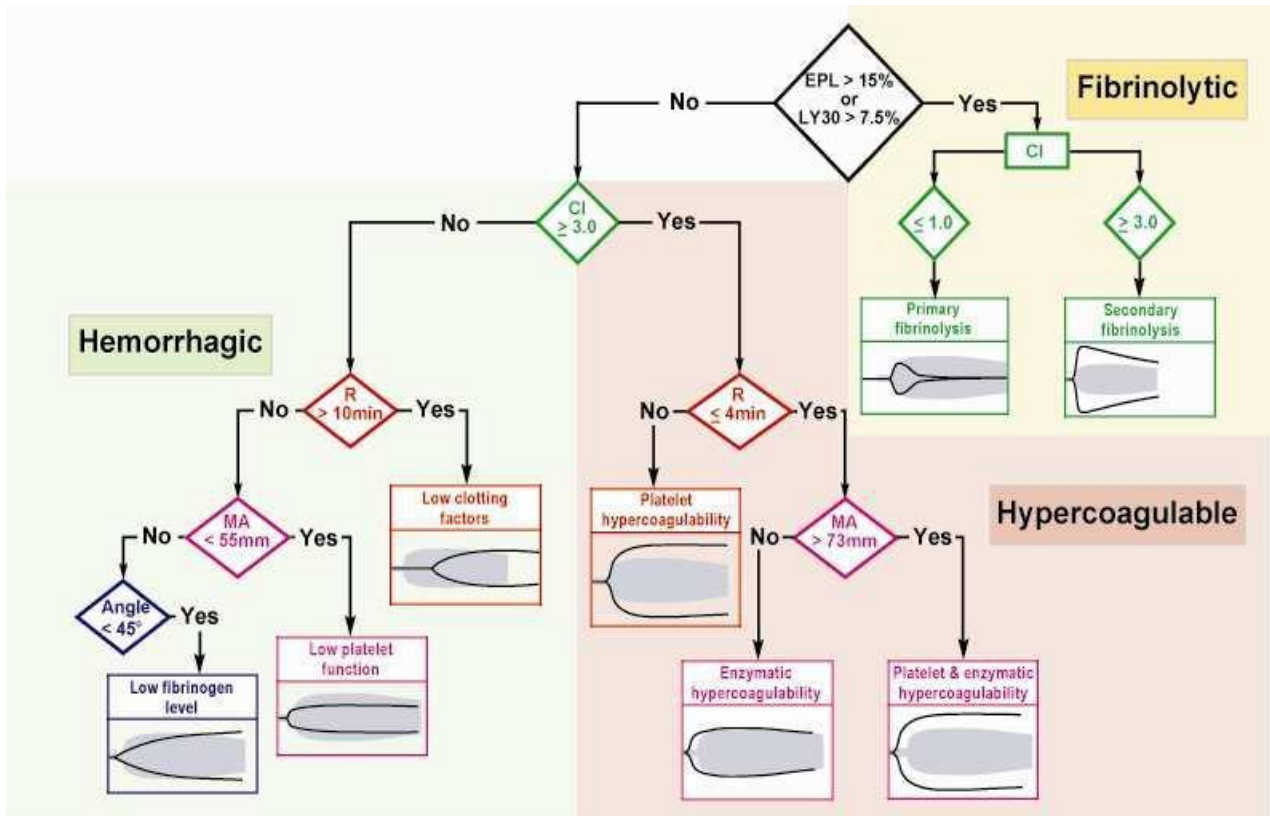 EPL > 15%
or
LY30 > 7.5%
No
Yes
Fibrinolytic
CI
≤ 1.0
≥ 3.0
Primary
fibrinolysis
Secondary
fibrinolysis
CI
≥ 3.0
No
Yes
Hemorrhagic
R
> 10min
No
Yes
R
≤ 4min
No
Yes
Low clotting
factors
Platelet
hypercoagulability
Hypercoagulable
MA
< 55mm
No
Yes
MA
> 73mm
No
Yes
Angle
< 45°
Yes
Low platelet
function
Low fibrinogen
level
Enzymatic
hypercoagulability
Platelet & enzymatic
hypercoagulability